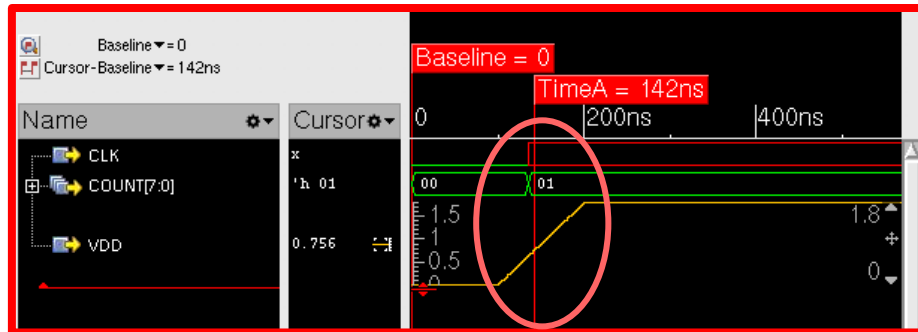 Baseline▼= 0
Cursor-Baseline▼= 142ns
Baseline = 0
TimeA = 142ns
Name
Cursor
0
200ns
400ns
CLK
x
COUNT[7:0]
'h 01
00
01
VDD
0.756
1.5
1
0.5
0
1.8
0